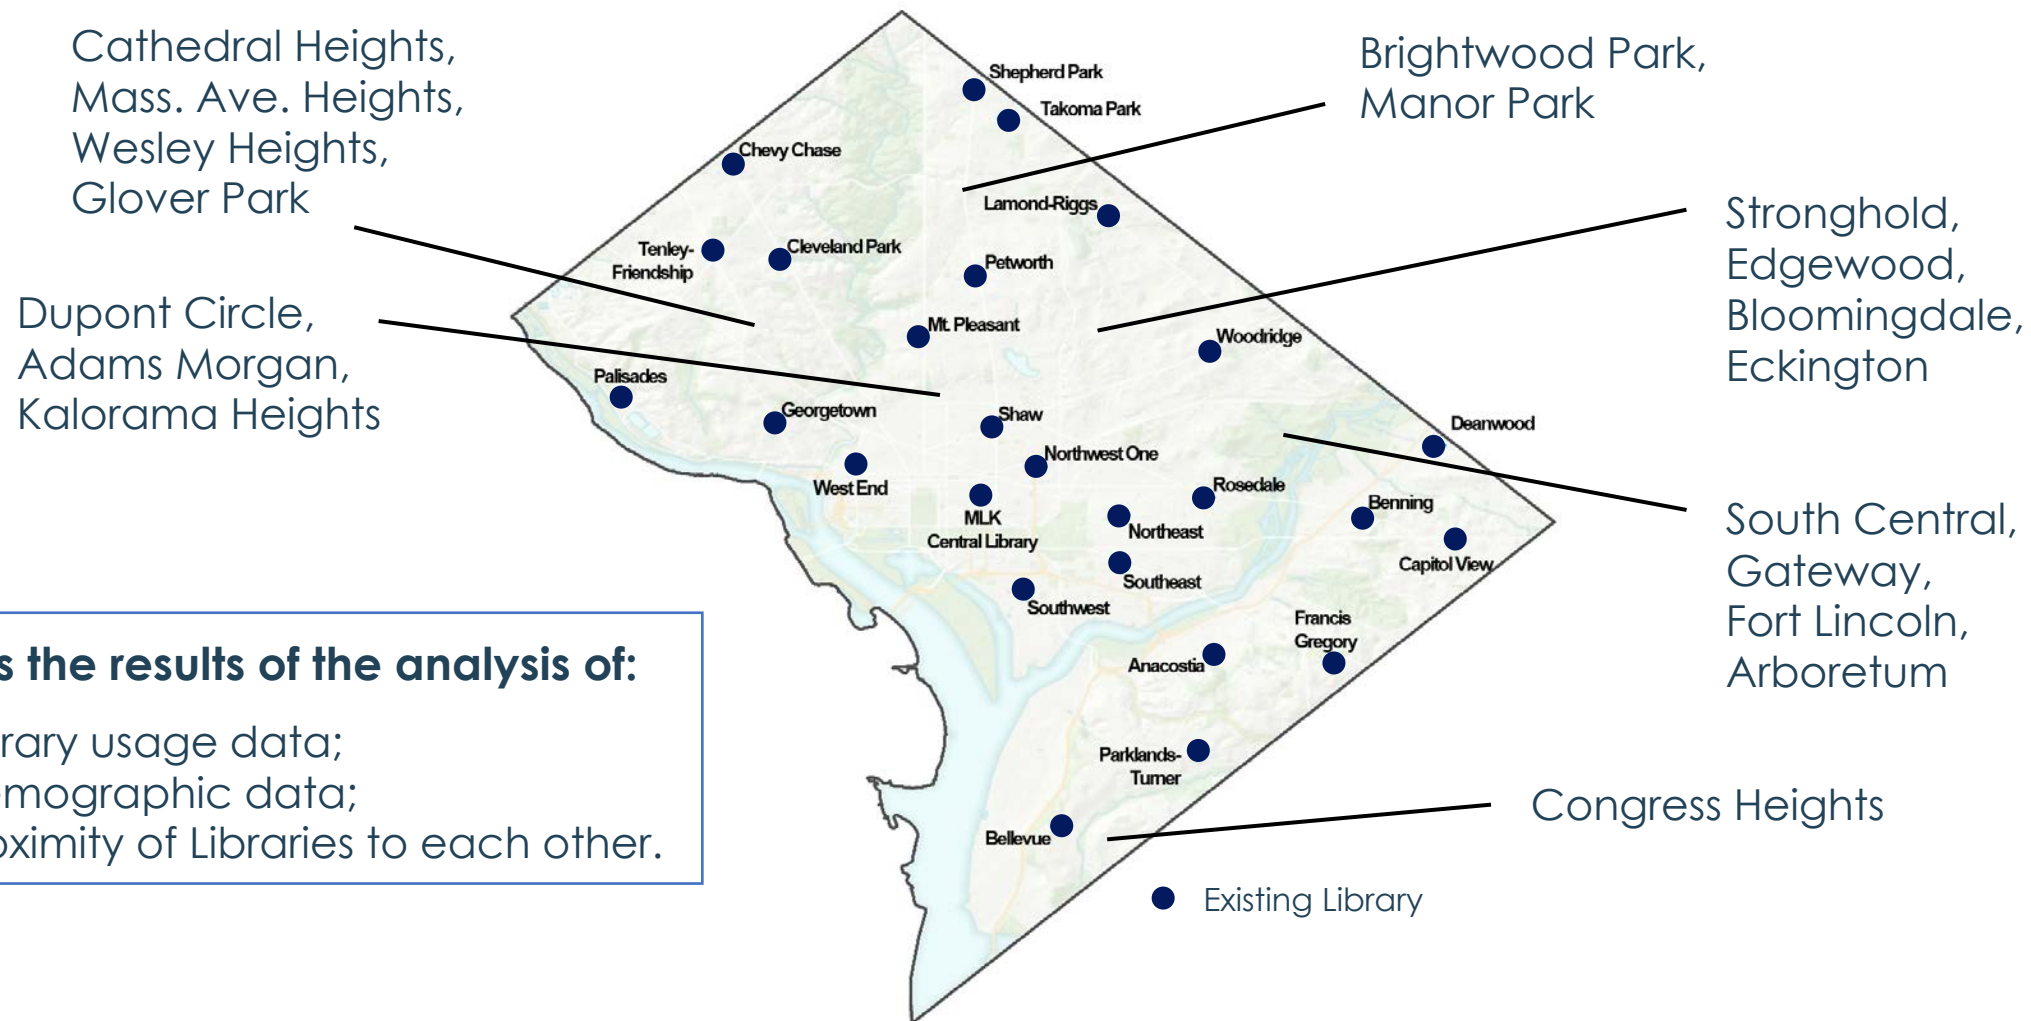 Cathedral Heights,
Mass. Ave. Heights,
Wesley Heights,
Glover Park
Dupont Circle,
Adams Morgan,
Kalorama Heights
Brightwood Park,
Manor Park
Stronghold,
Edgewood,
Bloomingdale,
Eckington
South Central,
Gateway,
Fort Lincoln,
Arboretum
Congress Heights
Shepherd Park
Takoma Park
Chevy Chase
Lamond-Riggs
Tenley-
Friendship
Cleveland Park
Petworth
Mt. Pleasant
Woodridge
Palisades
Georgetown
Shaw
Deanwood
Northwest One
West End
Rosedale
Benning
MLK
Central Library
Northeast
Capitol View
Southeast
Southwest
Francis
Gregory
Anacostia
Parklands-
Turner
Bellevue
Existing Library
s the results of the analysis of:
rary usage data;
emographic data;
oximity of Libraries to each other.